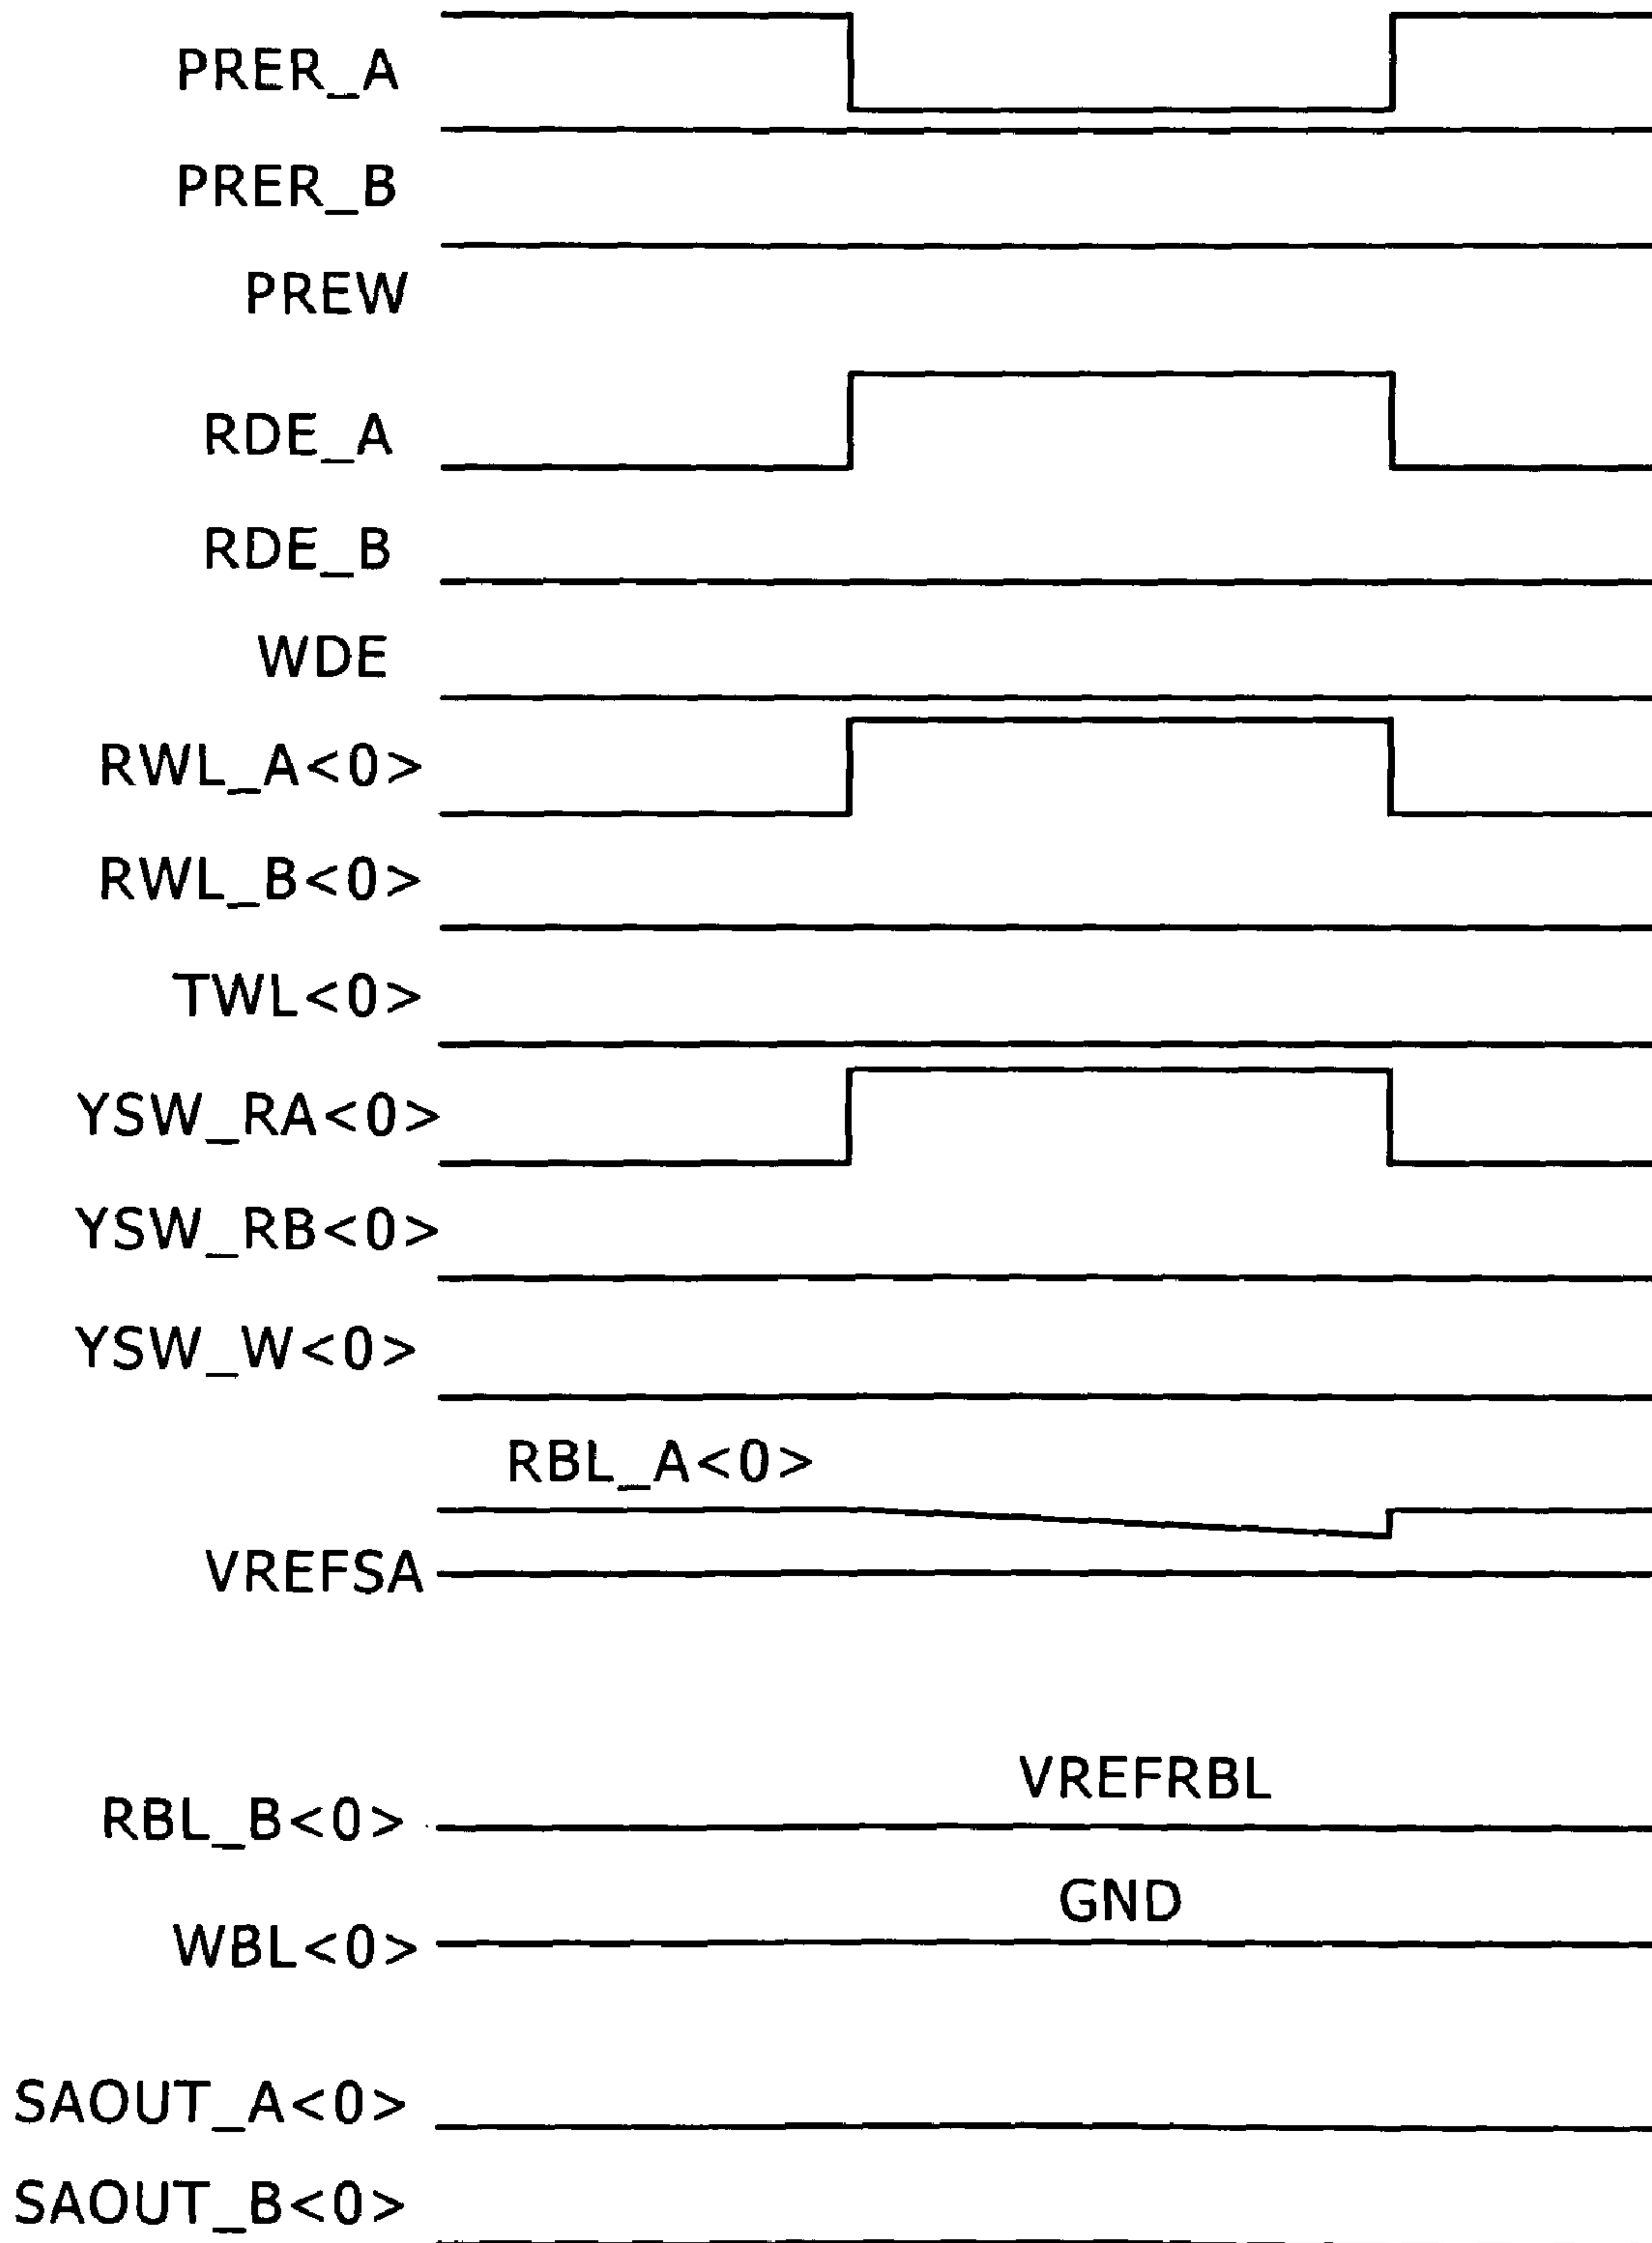 PRER_A
PRER_B
PREW
RDE_A
RDE_B
WDE
RWL_A<0>
RWL_B<0>
TWL<0>
YSW_RA<0>
YSW_RB<0>
YSW_W<0>
RBL_A<0>
VREFSA
VREFRBL
RBL_B<0>
GND
WBL<0>
SAOUT_A<0>
SAOUT_B<0>